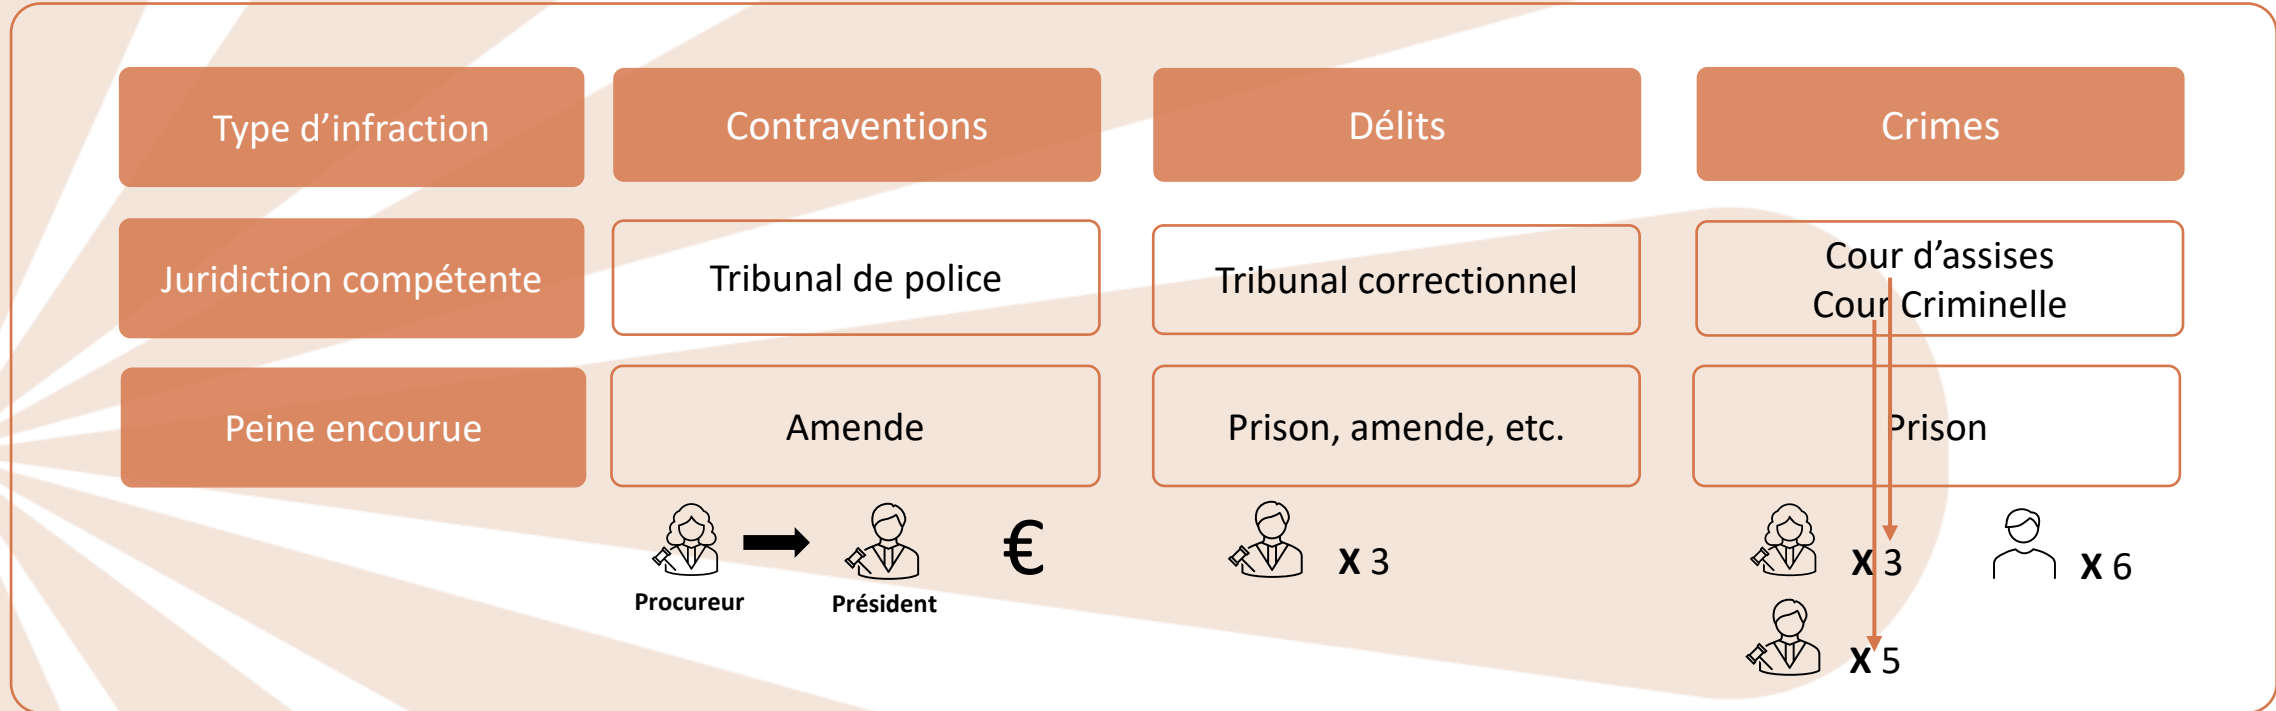 Type d’infraction
Contraventions
Délits
Crimes
Juridiction compétente
Tribunal de police
Tribunal correctionnel
Cour d’assises
Cour Criminelle
Peine encourue
Amende
Prison, amende, etc.
Prison
Procureur
Président
€
X 3
X 3
X 6
X 5